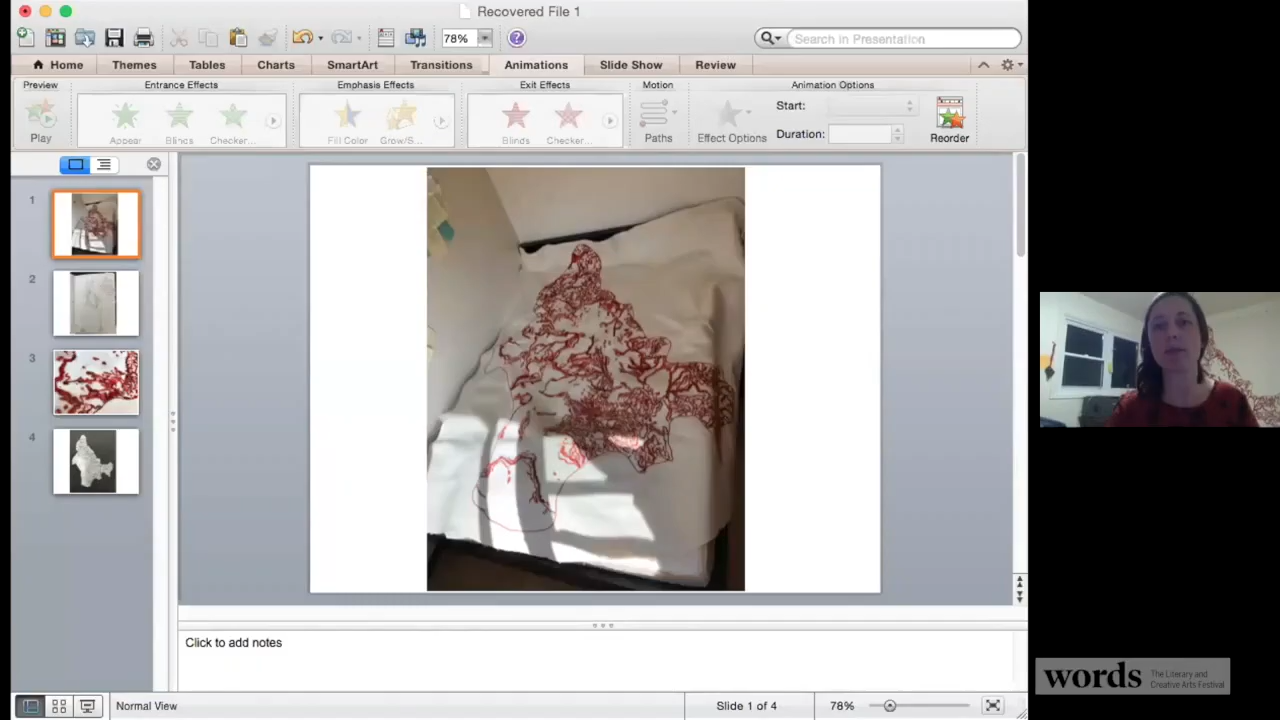 Recovered File 1
78%
Search in Presentation
Home Themes Tables Charts SmartArt Transitions Animations Slide Show Review
Preview Entrance Effects Emphasis Effects Exit Effects Motion Animation Options
Play Appear Blinds Checker... Fill Color Grow/S... Blinds Checker... Paths Effect Options Start: Reorder
Duration:
1
2
3
4
Click to add notes
Normal View Slide 1 of 4 78%
words The Literary and
Creative Arts Festival